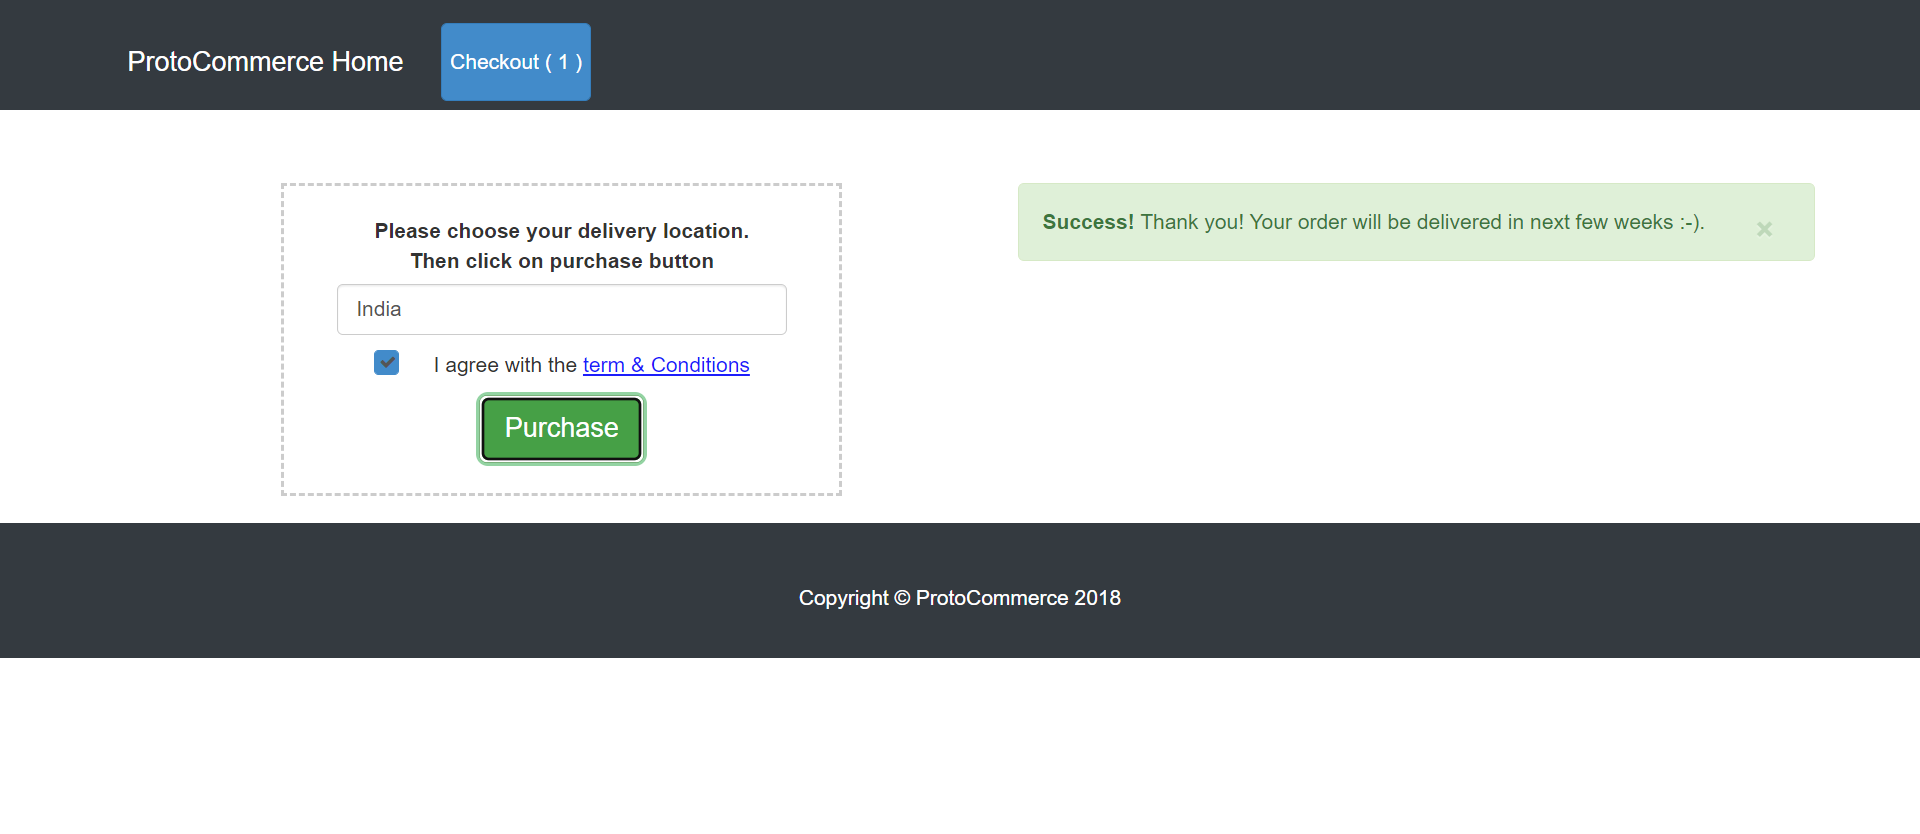 ProtoCommerce Home
Checkout ( 1 )
Please choose your delivery location.
Then click on purchase button
India
I agree with the term & Conditions
Purchase
Success! Thank you! Your order will be delivered in next few weeks :-).
×
Copyright © ProtoCommerce 2018